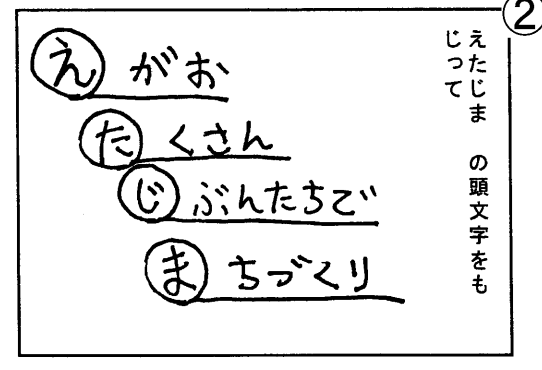 ②
えたじま の頭文字をも
じって
えがお
たくさん
じぶんたちで
まちづくり